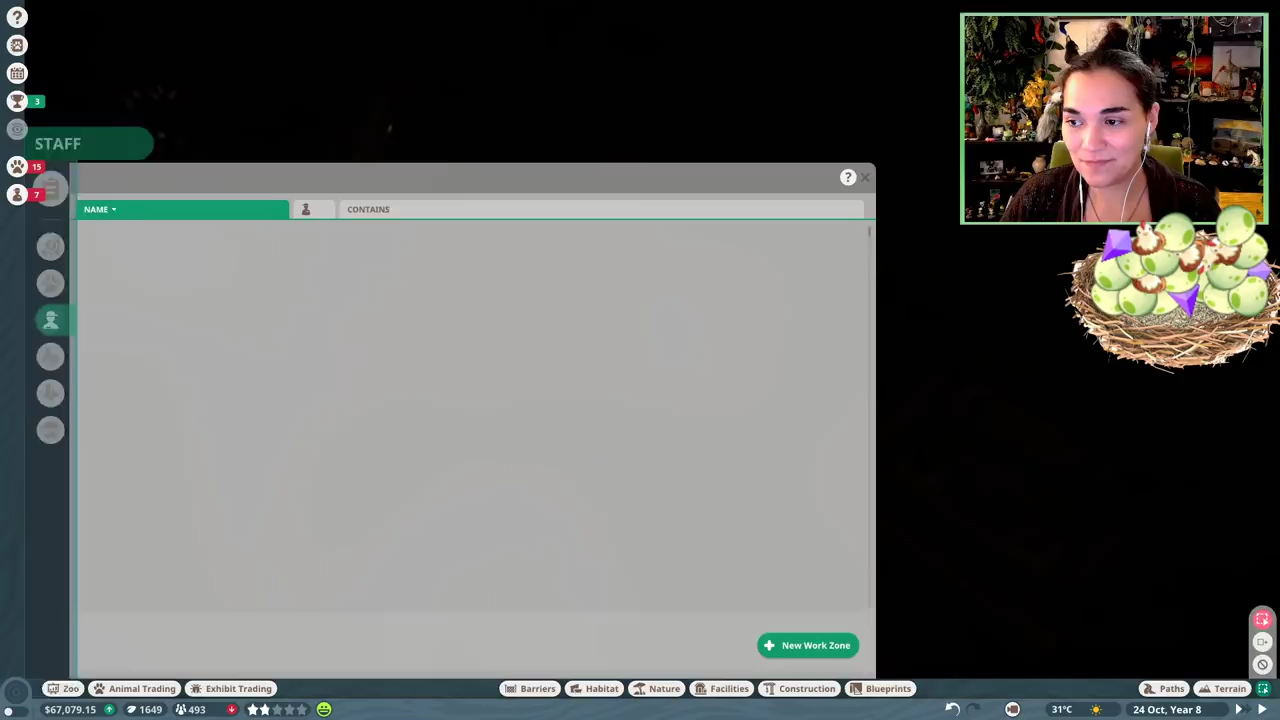 3
STAFF
15
7
?
NAME
CONTAINS
New Work Zone
Zoo
Animal Trading
Exhibit Trading
Barriers
Habitat
Nature
Facilities
Construction
Blueprints
Paths
Terrain
$67,079.15
1649
493
31°C
24 Oct, Year 8